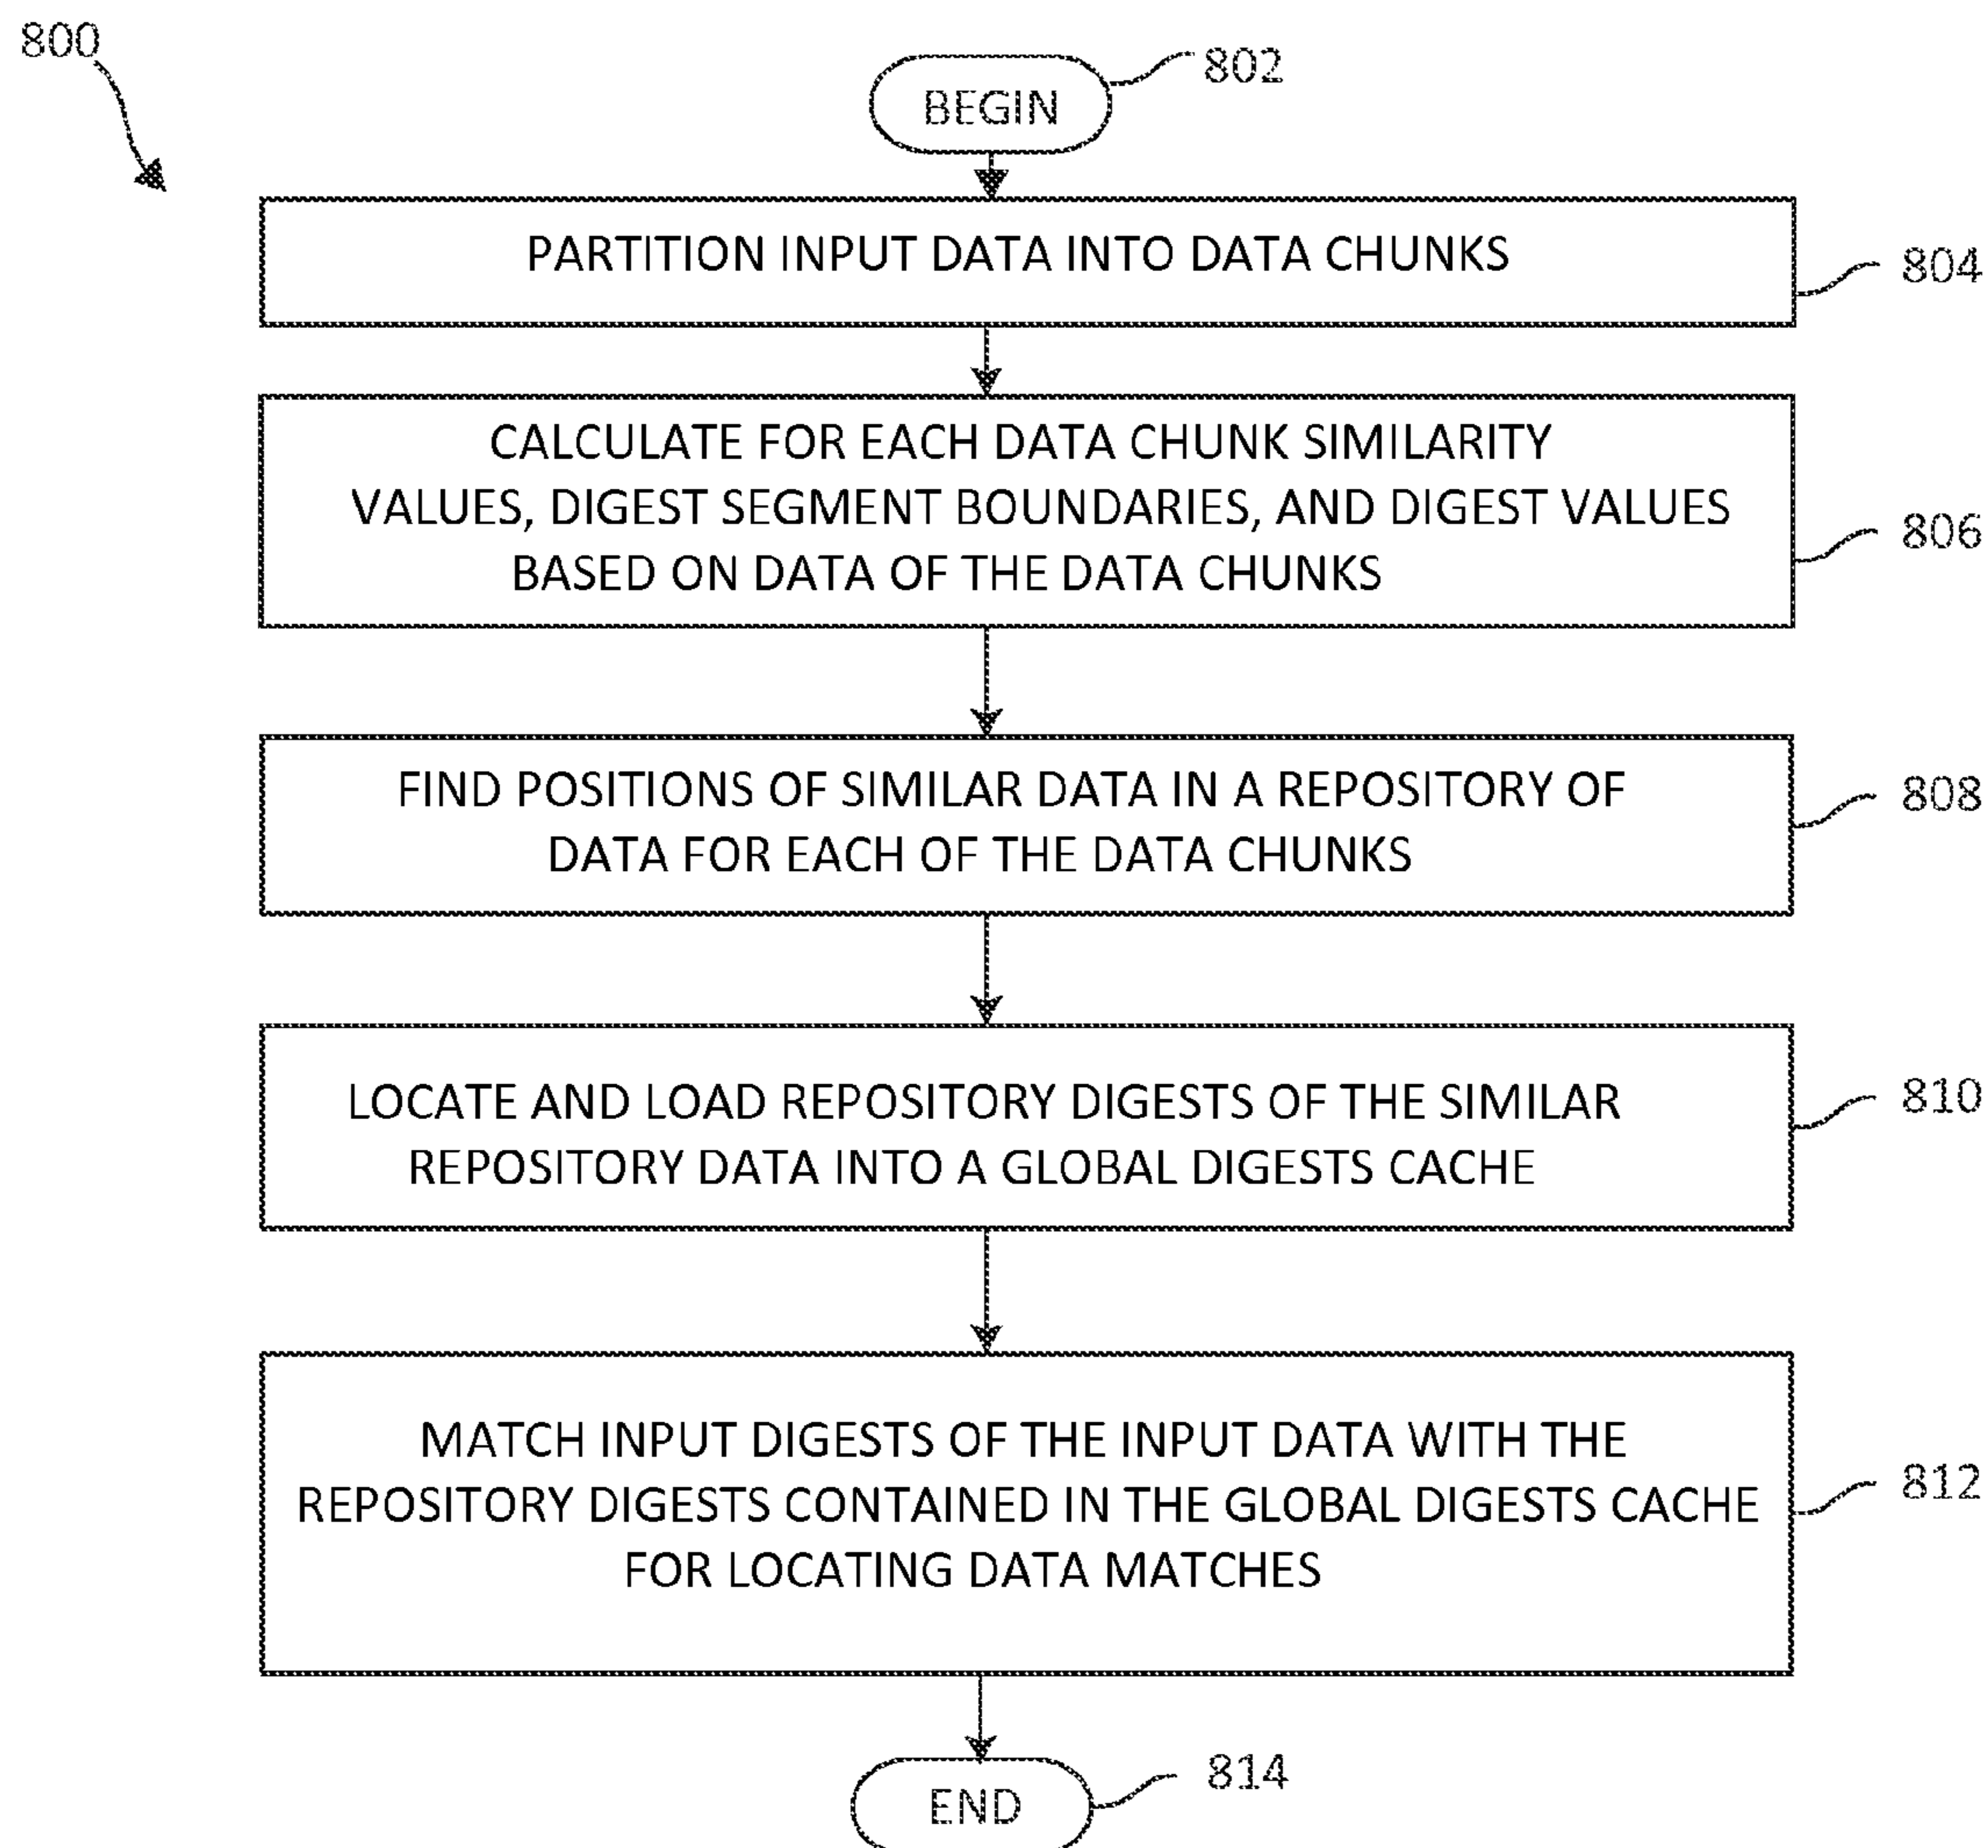 800
802
BEGIN
PARTITION INPUT DATA INTO DATA CHUNKS
804
CALCULATE FOR EACH DATA CHUNK SIMILARITY
VALUES, DIGEST SEGMENT BOUNDARIES, AND DIGEST VALUES
BASED ON DATA OF THE DATA CHUNKS
806
FIND POSITIONS OF SIMILAR DATA IN A REPOSITORY OF
DATA FOR EACH OF THE DATA CHUNKS
808
LOCATE AND LOAD REPOSITORY DIGESTS OF THE SIMILAR
REPOSITORY DATA INTO A GLOBAL DIGESTS CACHE
810
MATCH INPUT DIGESTS OF THE INPUT DATA WITH THE
REPOSITORY DIGESTS CONTAINED IN THE GLOBAL DIGESTS CACHE
FOR LOCATING DATA MATCHES
812
END
814